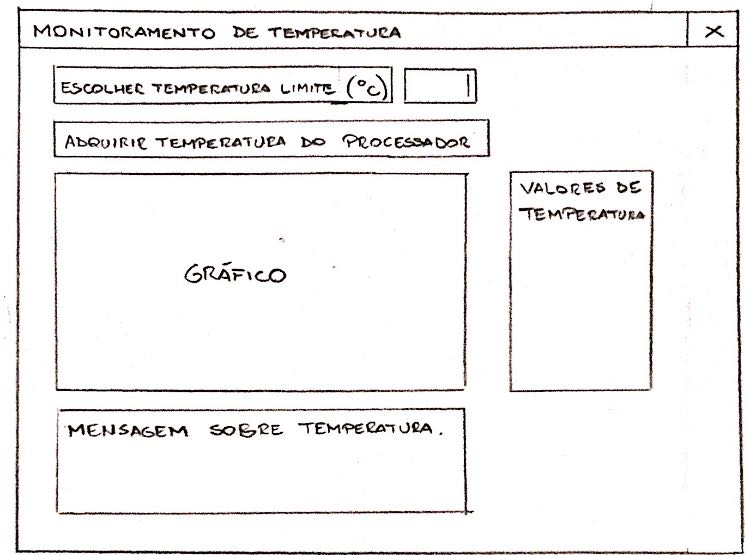 MONITORAMENTO DE TEMPERATURA X
ESCOLHER TEMPERATURA LIMITE (°C)
ADQUIRIR TEMPERATURA DO PROCESSADOR
VALORES DE
TEMPERATURA
GRÁFICO
MENSAGEM SOBRE TEMPERATURA.